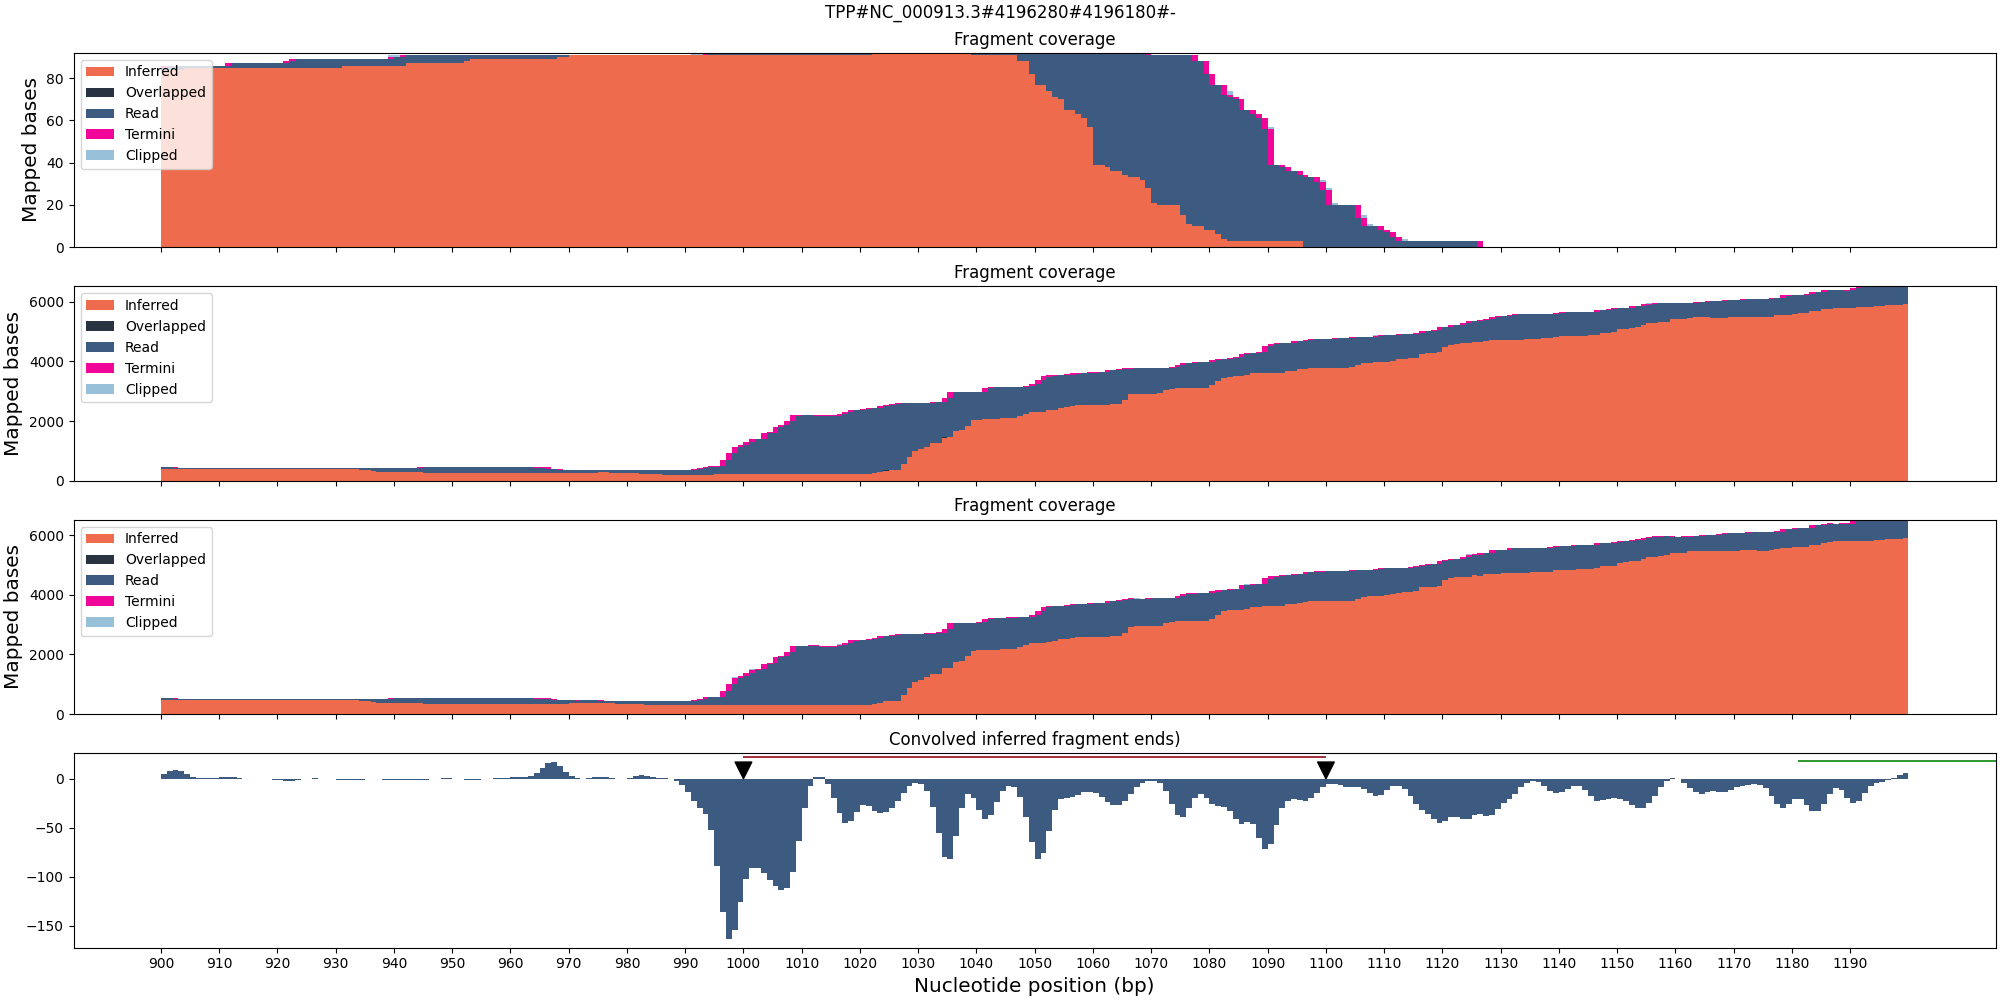 TPP#NC_000913.3#4196280#4196180#-
Fragment coverage
Mapped bases
80
60
40
20
0
Inferred
Overlapped
Read
Termini
Clipped
Fragment coverage
Mapped bases
6000
4000
2000
0
Inferred
Overlapped
Read
Termini
Clipped
Fragment coverage
Mapped bases
6000
4000
2000
0
Inferred
Overlapped
Read
Termini
Clipped
Convolved inferred fragment ends)
0
−50
−100
−150
900 910 920 930 940 950 960 970 980 990 1000 1010 1020 1030 1040 1050 1060 1070 1080 1090 1100 1110 1120 1130 1140 1150 1160 1170 1180 1190
Nucleotide position (bp)